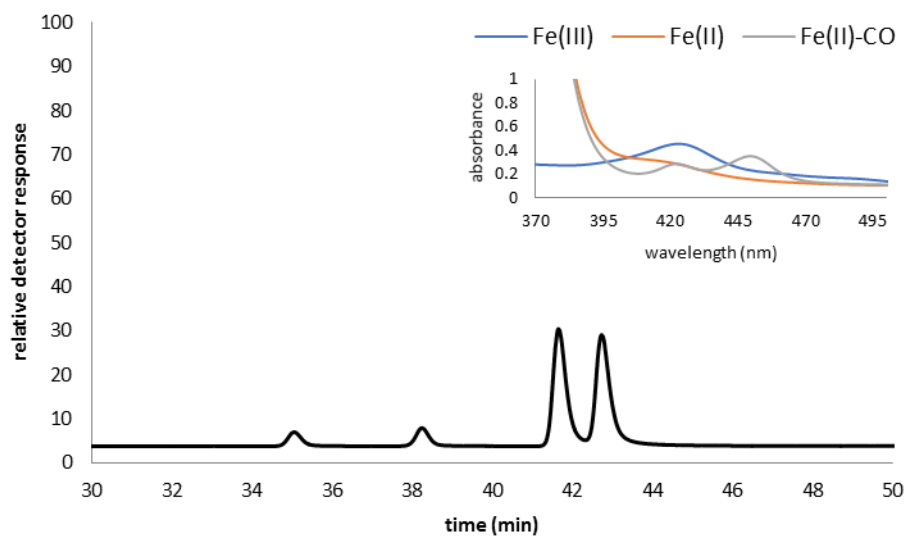 100
90
80
70
60
50
40
30
20
10
0
relative detector response
30 32 34 36 38 40 42 44 46 48 50
time (min)
Fe(III) Fe(II) Fe(II)-CO
1
0.8
0.6
0.4
0.2
0
absorbance
370 395 420 445 470 495
wavelength (nm)